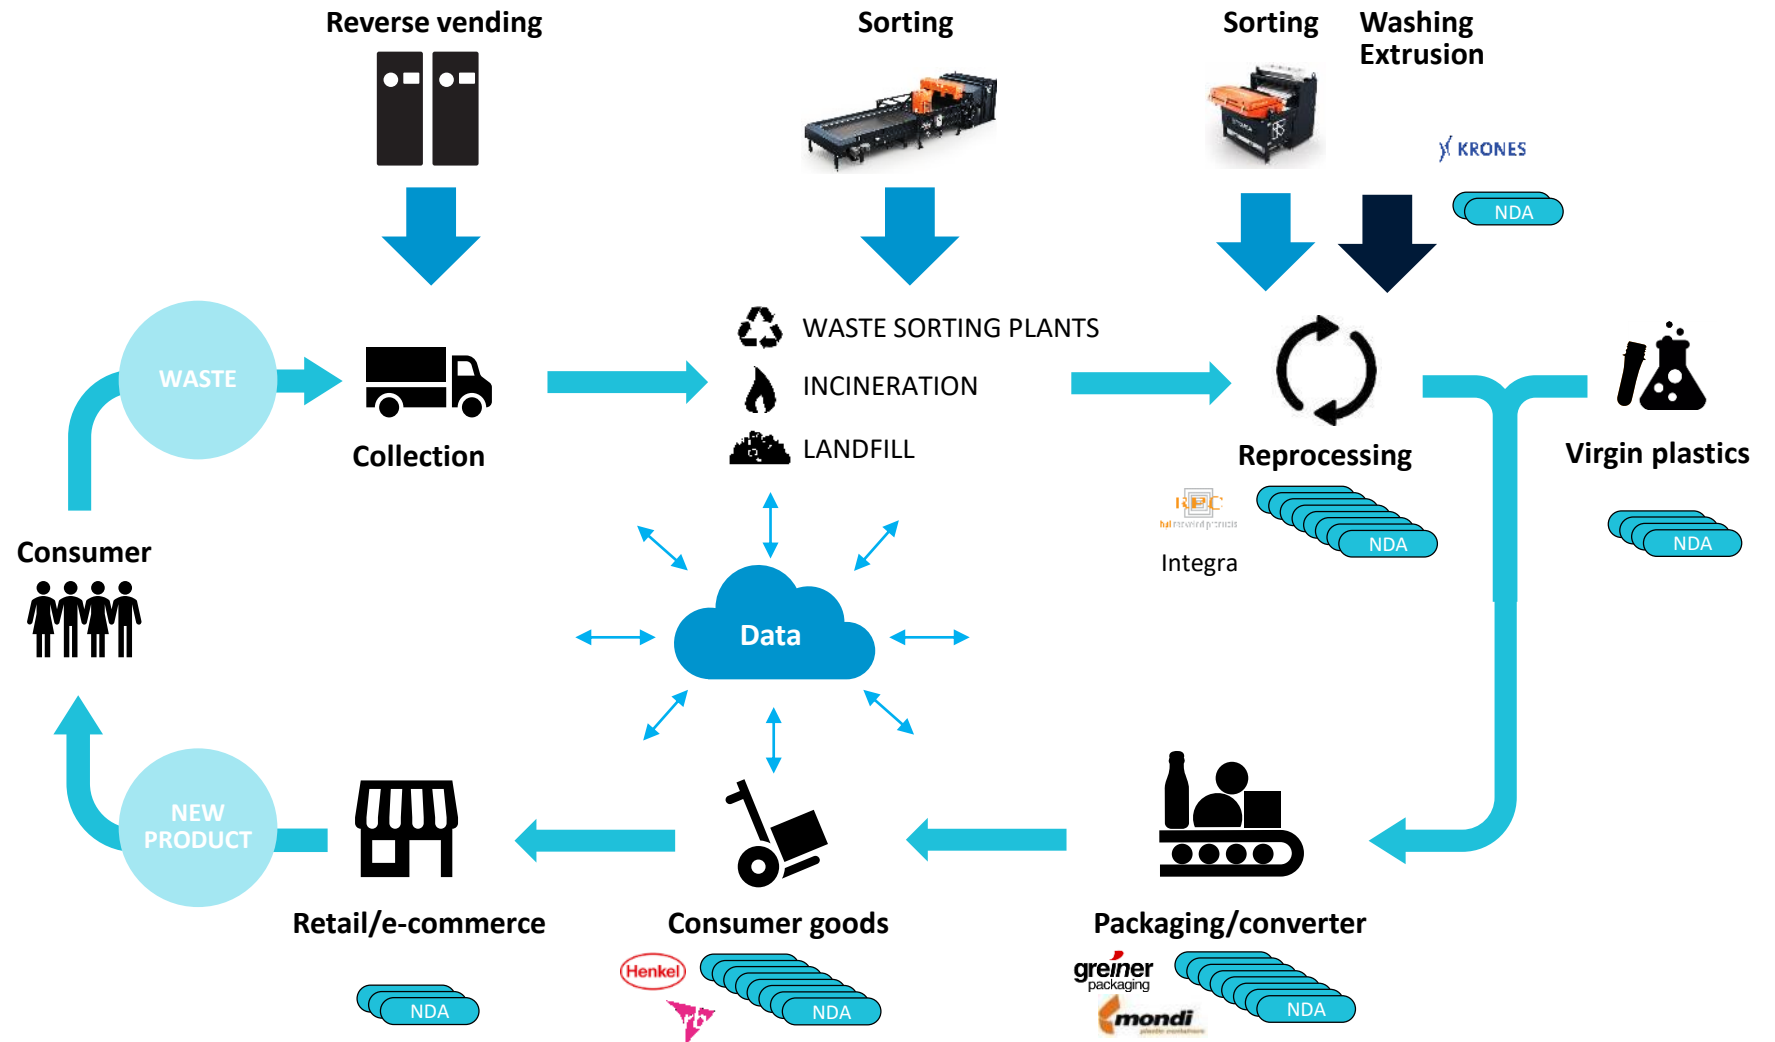 Reverse vending
Sorting
Sorting
Washing
Extrusion
KRONES
NDA
WASTE
WASTE SORTING PLANTS
INCINERATION
LANDFILL
Collection
Reprocessing
Virgin plastics
RPC
Integra
NDA
NDA
Consumer
Data
NEW
PRODUCT
Retail/e-commerce
Consumer goods
Packaging/converter
NDA
Henkel
NDA
greiner
packaging
mondi
NDA